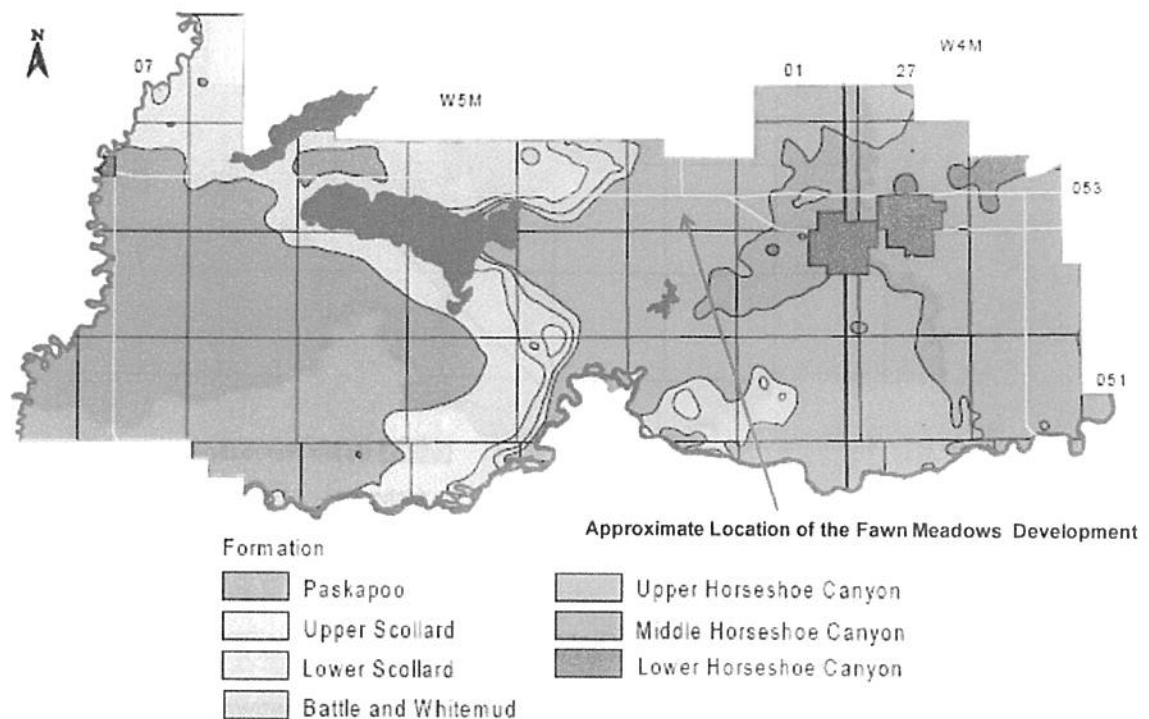 N
W4M
07
01
27
W5M
053
051
Approximate Location of the Fawn Meadows Development
Formation
Paskapoo
Upper Scollard
Lower Scollard
Battle and Whitemud
Upper Horseshoe Canyon
Middle Horseshoe Canyon
Lower Horseshoe Canyon